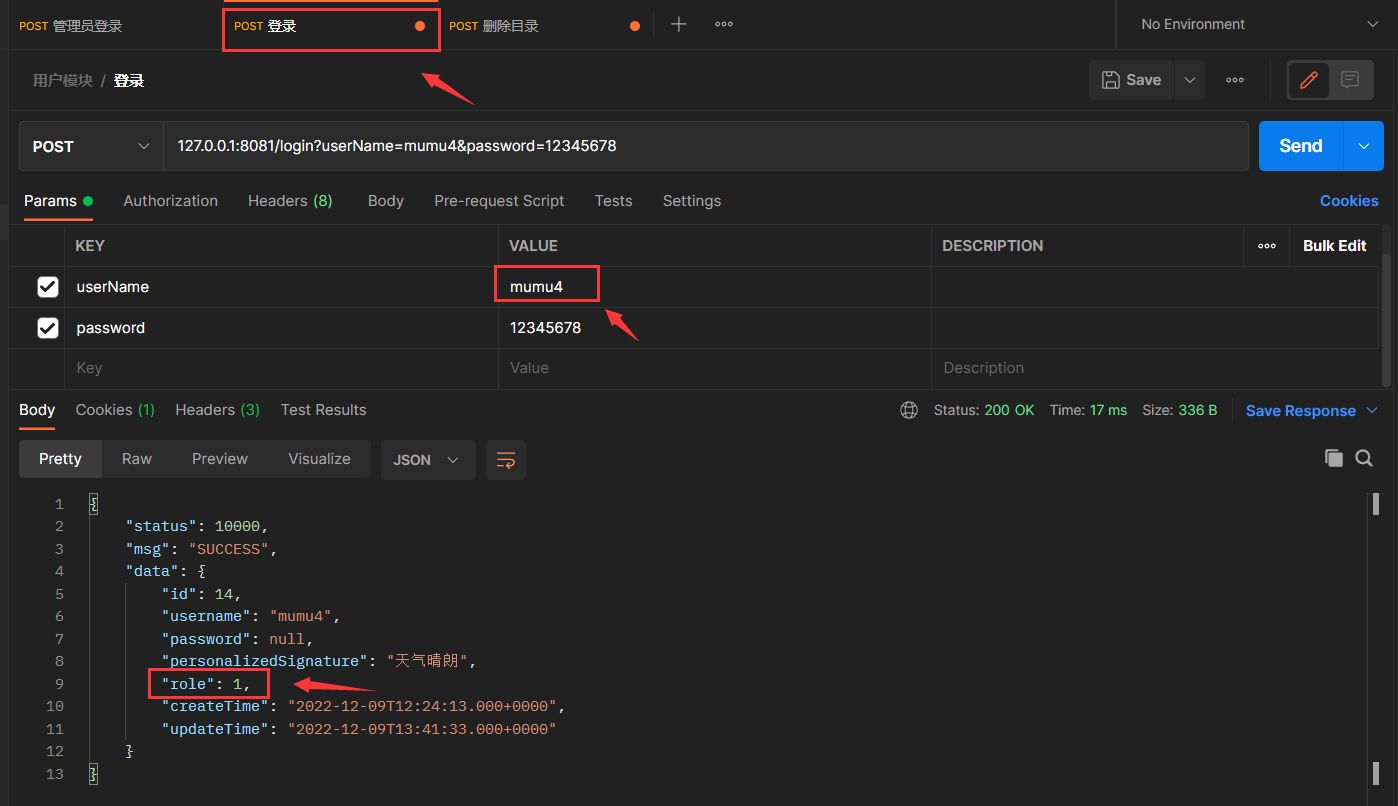 POST 管理员登录 POST 登录 POST 删除目录 No Environment
用户模块 / 登录 Save
POST 127.0.0.1:8081/login?userName=mumu4&password=12345678 Send
Params Authorization Headers (8) Body Pre-request Script Tests Settings Cookies
KEY VALUE DESCRIPTION Bulk Edit
userName mumu4
password 12345678
Key Value Description
Body Cookies (1) Headers (3) Test Results Status: 200 OK Time: 17 ms Size: 336 B Save Response
Pretty Raw Preview Visualize JSON
1 {
2 "status": 10000,
3 "msg": "SUCCESS",
4 "data": {
5 "id": 14,
6 "username": "mumu4",
7 "password": null,
8 "personalizedSignature": "天气晴朗",
9 "role": 1,
10 "createTime": "2022-12-09T12:24:13.000+0000",
11 "updateTime": "2022-12-09T13:41:33.000+0000"
12 }
13 }